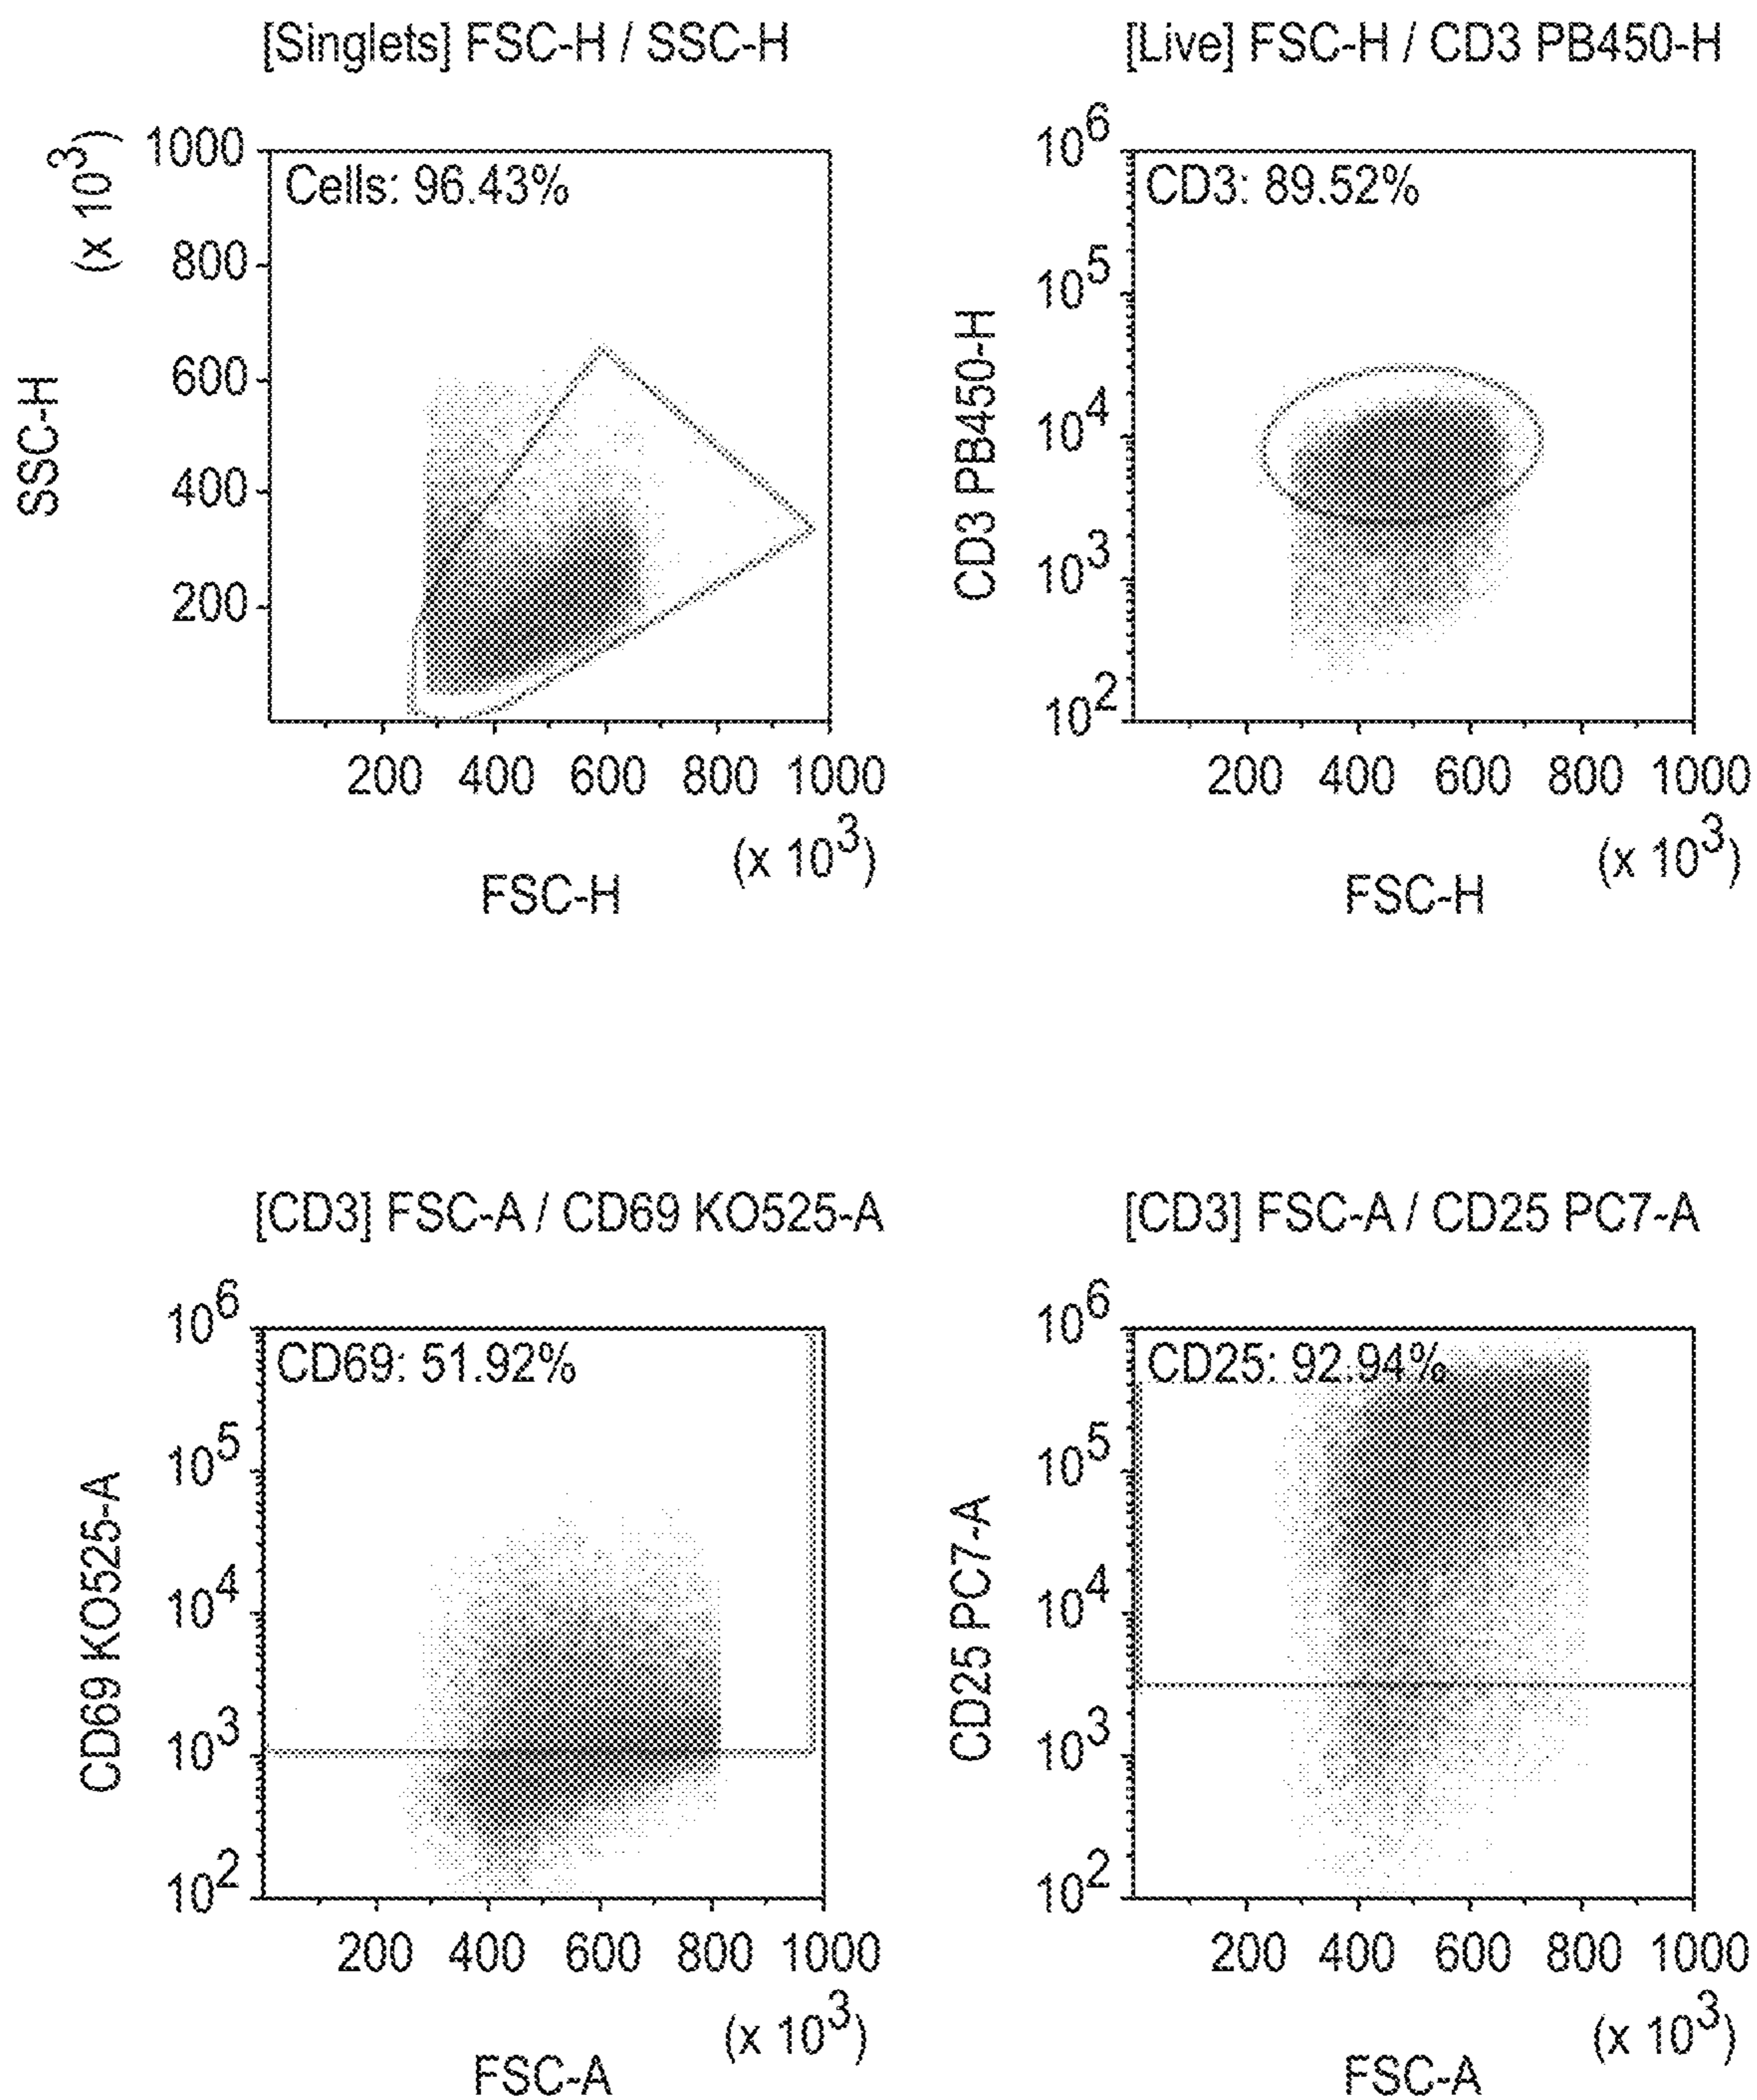 [Singlets] FSC-H / SSC-H
(x 10³)
1000
800
600
400
200
SSC-H
Cells: 96.43%
200 400 600 800 1000
(x 10³)
FSC-H
[Live] FSC-H / CD3 PB450-H
10⁶
10⁵
10⁴
10³
10²
CD3 PB450-H
CD3: 89.52%
200 400 600 800 1000
(x 10³)
FSC-H
[CD3] FSC-A / CD69 KO525-A
10⁶
10⁵
10⁴
10³
10²
CD69 KO525-A
CD69: 51.92%
200 400 600 800 1000
(x 10³)
FSC-A
[CD3] FSC-A / CD25 PC7-A
10⁶
10⁵
10⁴
10³
10²
CD25 PC7-A
CD25: 92.94%
200 400 600 800 1000
(x 10³)
FSC-A